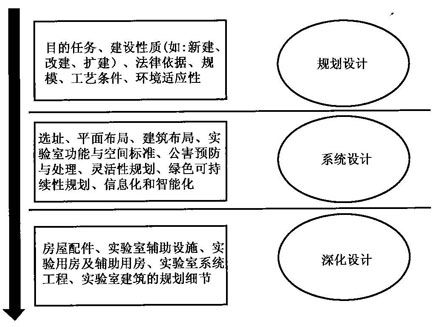 目的任务、建设性质(如:新建、
改建、扩建)、法律依据、规
模、工艺条件、环境适应性
规划设计
选址、平面布局、建筑布局、实
验室功能与空间标准、公害预防
与处理、灵活性规划、绿色可持
续性规划、信息化和智能化
系统设计
房屋配件、实验室辅助设施、实
验用房及辅助用房、实验室系统
工程、实验室建筑的规划细节
深化设计